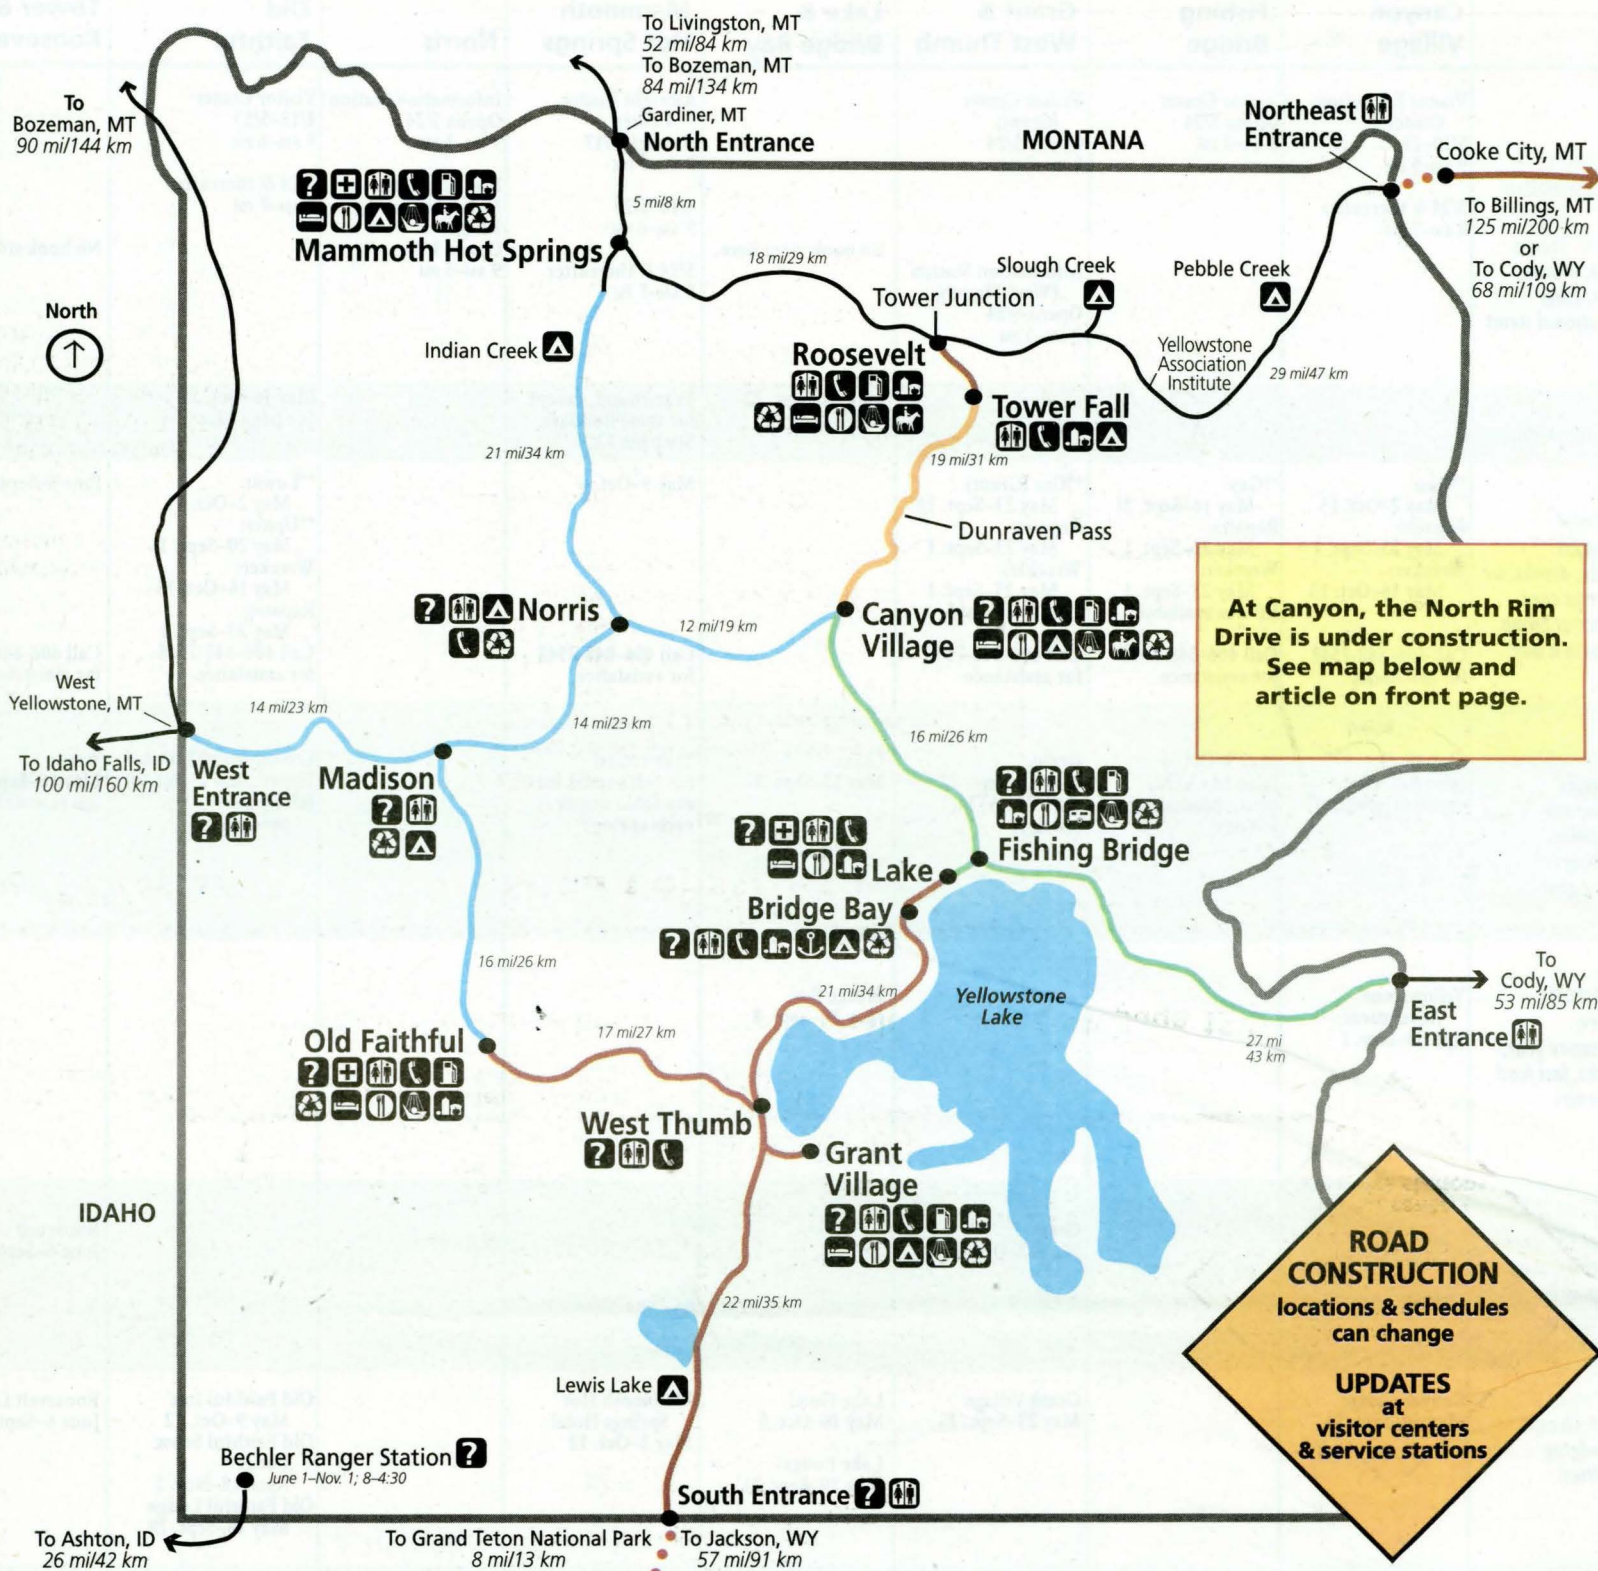 To Livingston, MT
52 mi/84 km
To Bozeman, MT
84 mi/134 km
Gardiner, MT
North Entrance
MONTANA
Northeast
Entrance
Cooke City, MT
To Billings, MT
125 mi/200 km
or
To Cody, WY
68 mi/109 km
To
Bozeman, MT
90 mi/144 km
5 mi/8 km
Mammoth Hot Springs
18 mi/29 km
Slough Creek
Pebble Creek
Tower Junction
North
Indian Creek
Roosevelt
Yellowstone
Association
Institute
29 mi/47 km
Tower Fall
21 mi/34 km
19 mi/31 km
Dunraven Pass
Norris
12 mi/19 km
Canyon
Village
At Canyon, the North Rim
Drive is under construction.
See map below and
article on front page.
West
Yellowstone, MT
14 mi/23 km
14 mi/23 km
16 mi/26 km
To Idaho Falls, ID
100 mi/160 km
West
Entrance
Madison
Fishing Bridge
Lake
Bridge Bay
16 mi/26 km
21 mi/34 km
Yellowstone
Lake
To
Cody, WY
53 mi/85 km
East
Entrance
27 mi
43 km
Old Faithful
17 mi/27 km
West Thumb
Grant
Village
IDAHO
ROAD
CONSTRUCTION
locations & schedules
can change
UPDATES
at
visitor centers
& service stations
22 mi/35 km
Lewis Lake
Bechler Ranger Station
June 1–Nov. 1; 8–4:30
South Entrance
To Ashton, ID
26 mi/42 km
To Grand Teton National Park
8 mi/13 km
To Jackson, WY
57 mi/91 km